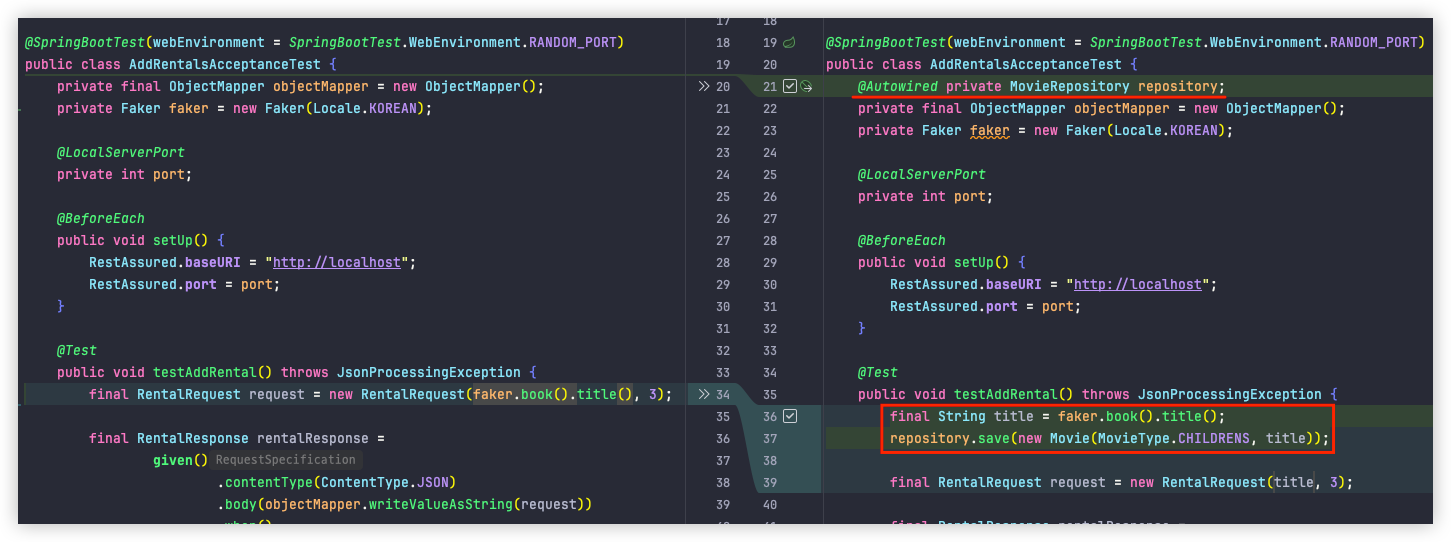 17
@SpringBootTest(webEnvironment = SpringBootTest.WebEnvironment.RANDOM_PORT) 18
public class AddRentalsAcceptanceTest { 19
private final ObjectMapper objectMapper = new ObjectMapper(); 20
private Faker faker = new Faker(Locale.KOREAN); 21
22
@LocalServerPort 23
private int port; 24
25
@BeforeEach 26
public void setUp() { 27
RestAssured.baseURI = "http://localhost"; 28
RestAssured.port = port; 29
} 30
31
@Test 32
public void testAddRental() throws JsonProcessingException { 33
final RentalRequest request = new RentalRequest(faker.book().title(), 3); 34
35
final RentalResponse rentalResponse = 36
given() RequestSpecification 37
.contentType(ContentType.JSON) 38
.body(objectMapper.writeValueAsString(request)) 39
18
19 @SpringBootTest(webEnvironment = SpringBootTest.WebEnvironment.RANDOM_PORT)
20 public class AddRentalsAcceptanceTest {
21 @Autowired private MovieRepository repository;
22 private final ObjectMapper objectMapper = new ObjectMapper();
23 private Faker faker = new Faker(Locale.KOREAN);
24
25 @LocalServerPort
26 private int port;
27
28 @BeforeEach
29 public void setUp() {
30 RestAssured.baseURI = "http://localhost";
31 RestAssured.port = port;
32 }
33
34 @Test
35 public void testAddRental() throws JsonProcessingException {
36 final String title = faker.book().title();
37 repository.save(new Movie(MovieType.CHILDRENS, title));
38
39 final RentalRequest request = new RentalRequest(title, 3);
40